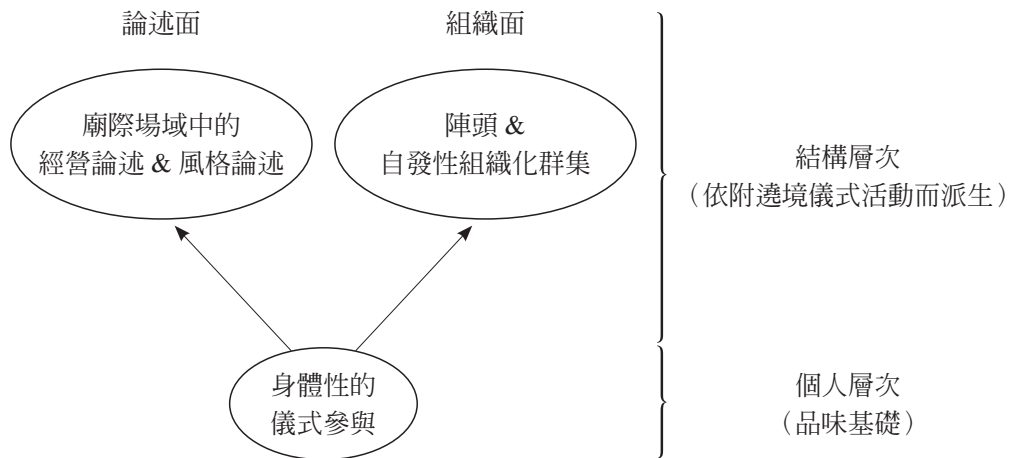 論述面
組織面
廟際場域中的
經營論述 & 風格論述
陣頭 &
自發性組織化群集
結構層次
（依附遶境儀式活動而派生）
身體性的
儀式參與
個人層次
（品味基礎）